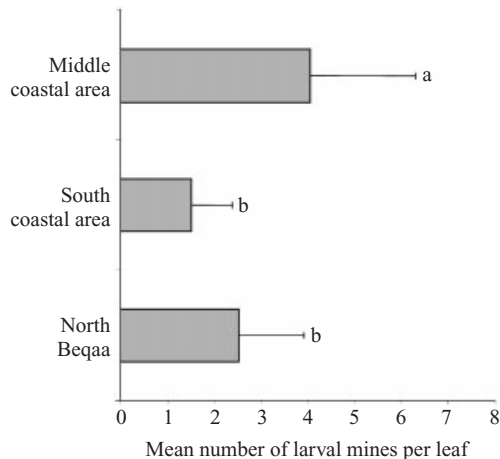 Middle
coastal area
a
South
coastal area
b
North
Beqaa
b
0 1 2 3 4 5 6 7 8
Mean number of larval mines per leaf